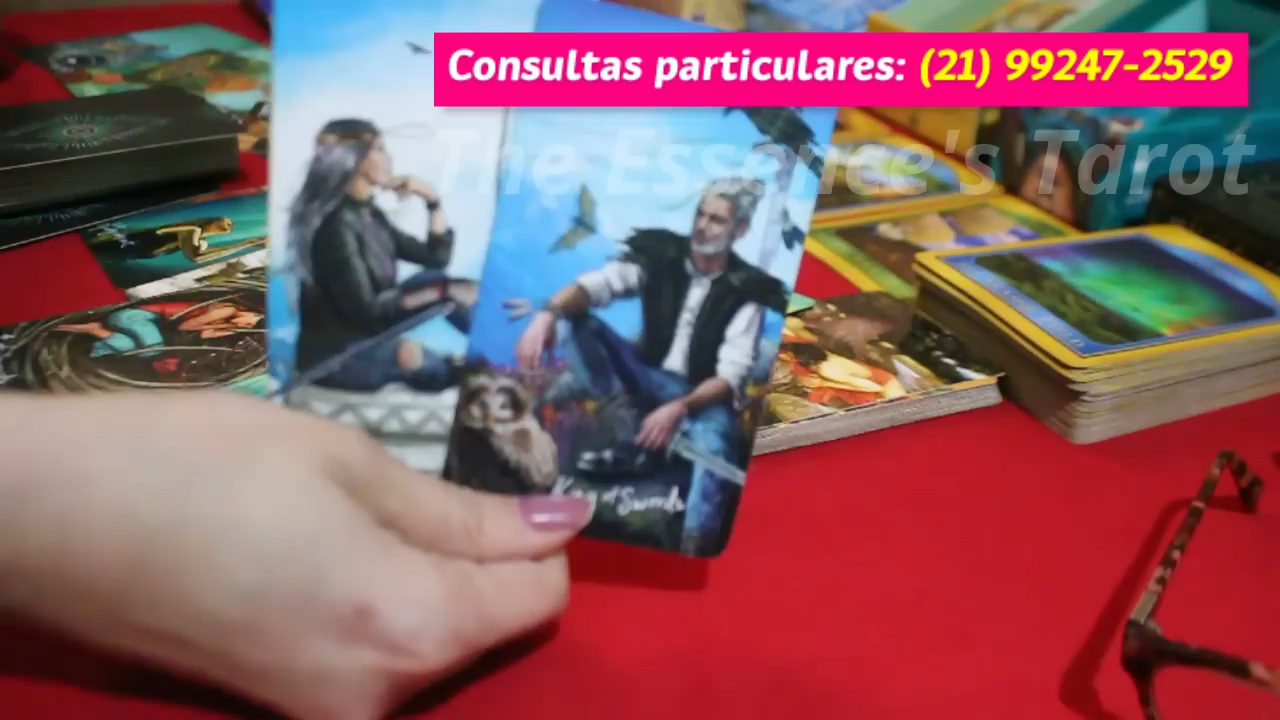 Consultas particulares: (21) 99247-2529
The Essence's Tarot
King of Swords